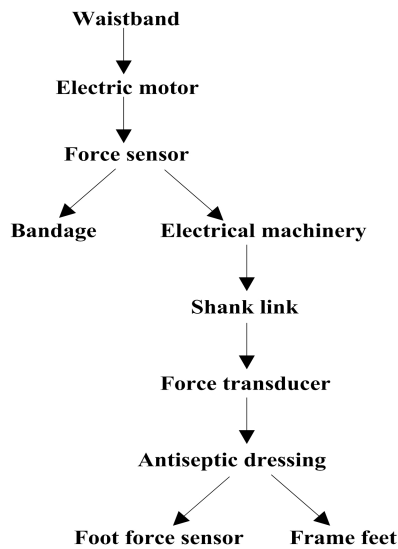 Waistband
Electric motor
Force sensor
Bandage
Electrical machinery
Shank link
Force transducer
Antiseptic dressing
Foot force sensor
Frame feet